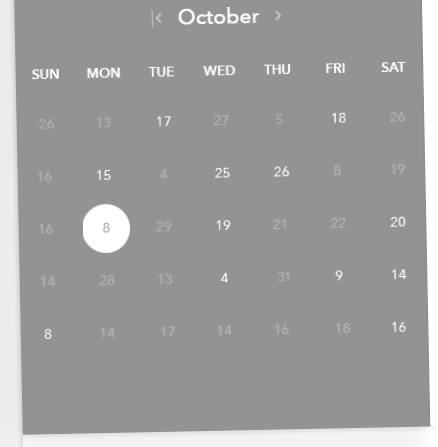 ‹ October ›
SUN MON TUE WED THU FRI SAT
26 13 17 27 5 18 26
16 15 4 25 26 8 19
16 8 29 19 21 22 20
14 28 13 4 31 9 14
8 14 17 14 16 18 16